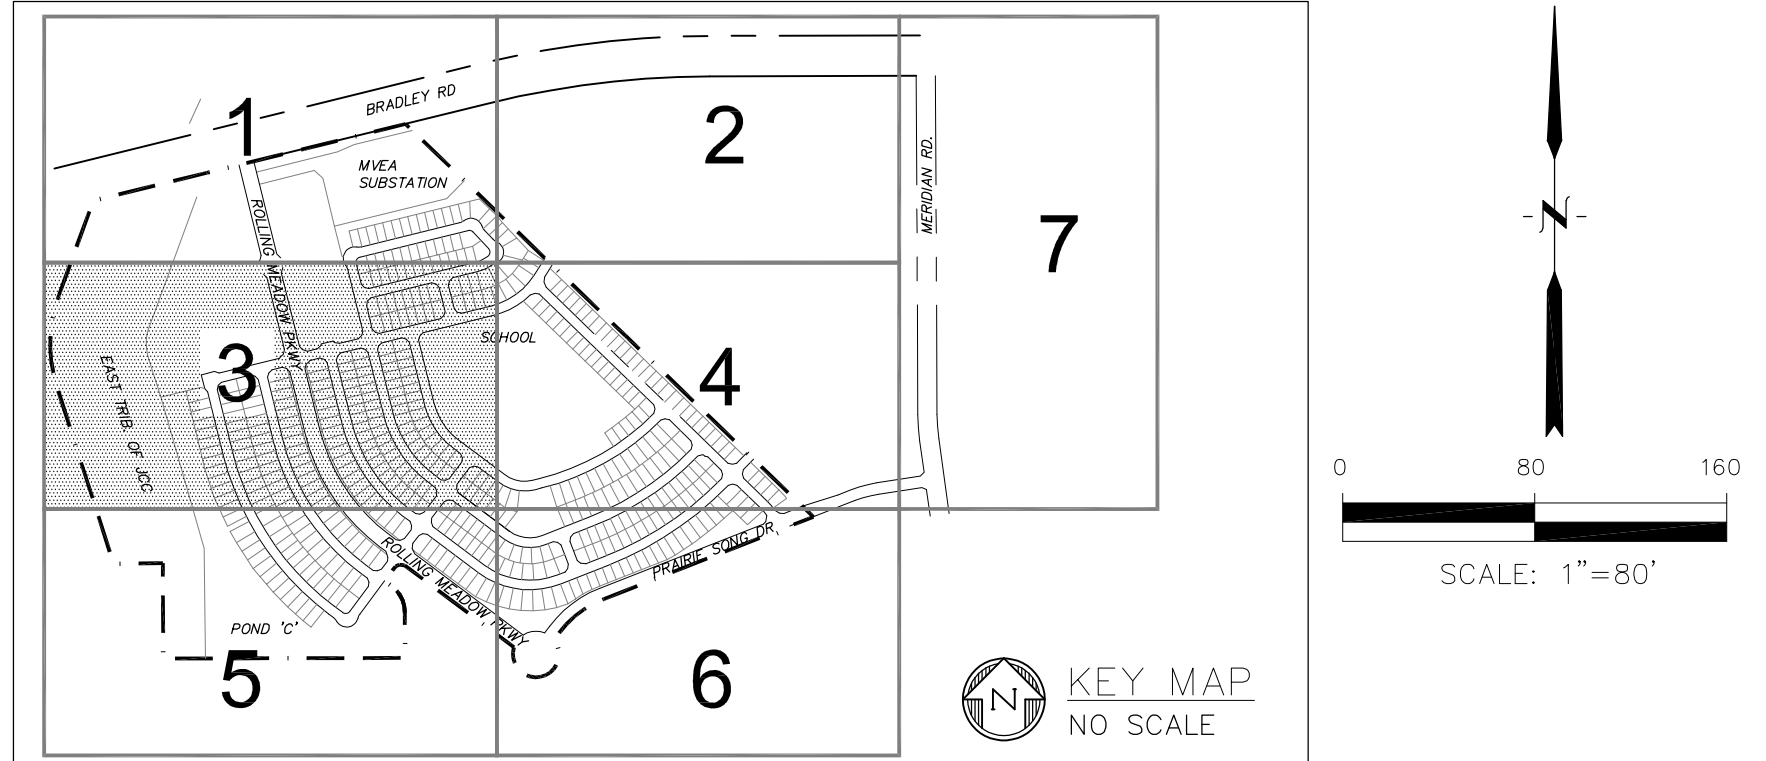 1
BRADLEY RD
2
MVEA
SUBSTATION
MERIDIAN RD.
7
ROLLING MEADOW PKWY
SCHOOL
3
4
EAST TRIB. OF JCC
ROLLING MEADOW PKWY
PRAIRIE SONG DR.
POND 'C'
5
6
N
KEY MAP
NO SCALE
N
0 80 160
SCALE: 1"=80'